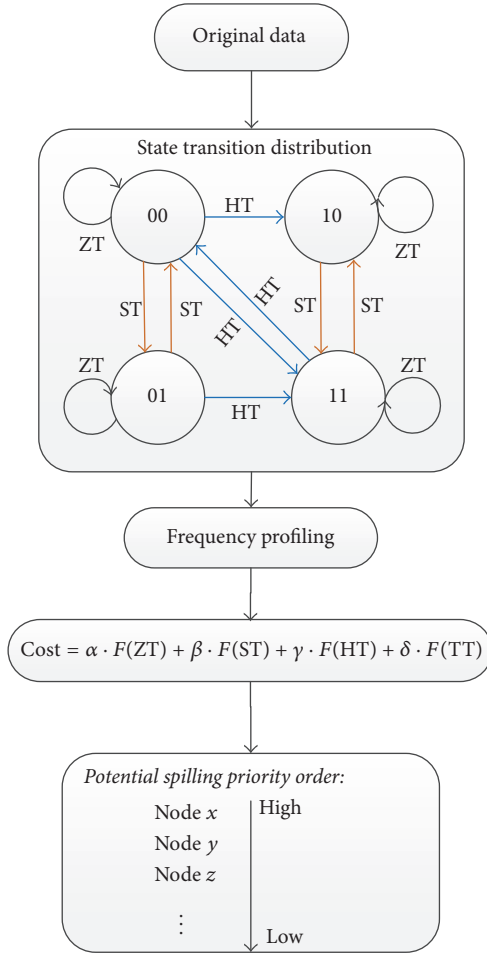 Original data
State transition distribution
00
HT
10
ZT
ZT
ST
ST
HT
HT
ST
ST
ZT
01
HT
11
ZT
Frequency profiling
Cost = α · F(ZT) + β · F(ST) + γ · F(HT) + δ · F(TT)
Potential spilling priority order:
Node x
High
Node y
Node z
⋮
Low